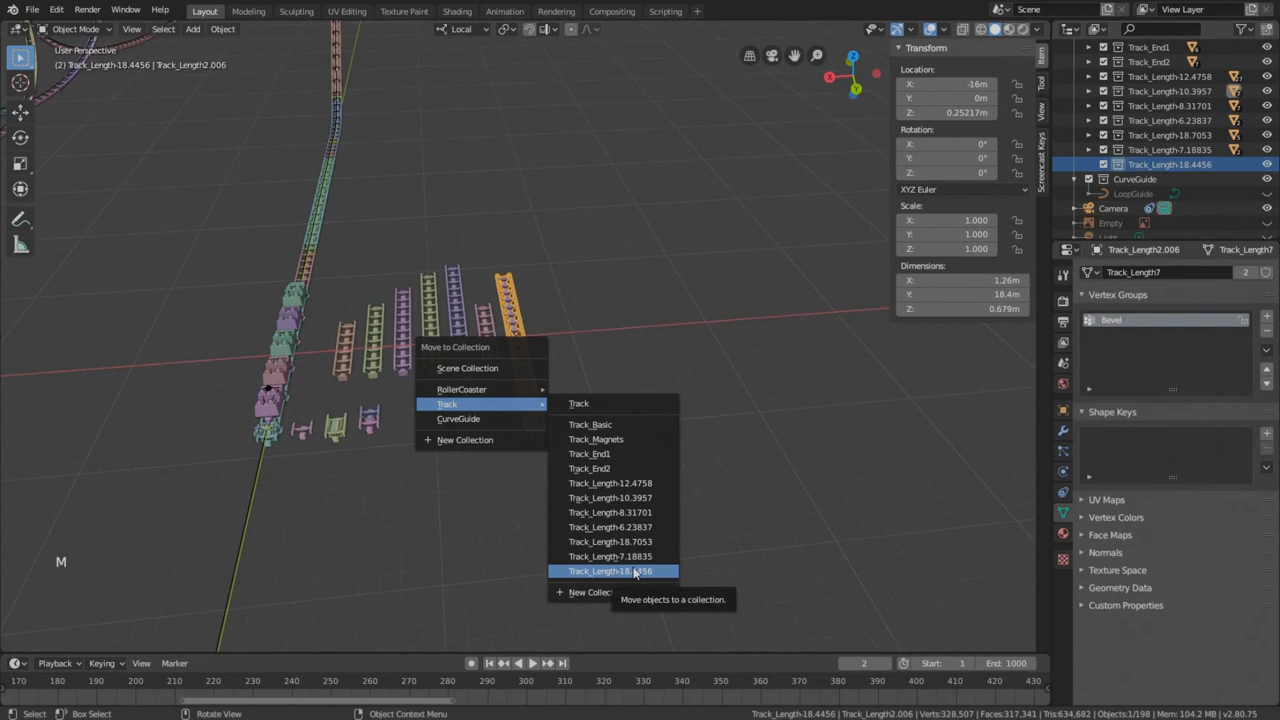 File Edit Render Window Help Layout Modeling Sculpting UV Editing Texture Paint Shading Animation Rendering Compositing Scripting + Scene View Layer
Object Mode View Select Add Object Local
User Perspective
(2) Track_Length-18.4456 | Track_Length2.006
X
Z
Y
Transform
Location:
X: -16m
Y: 0m
Z: 0.25217m
Rotation:
X: 0°
Y: 0°
Z: 0°
XYZ Euler
Scale:
X: 1.000
Y: 1.000
Z: 1.000
Dimensions:
X: 1.26m
Y: 18.4m
Z: 0.679m
Item
Tool
View
Screencast Keys
Track_End1
Track_End2
Track_Length-12.4758
Track_Length-10.3957
Track_Length-8.31701
Track_Length-6.23837
Track_Length-18.7053
Track_Length-7.18835
Track_Length-18.4456
CurveGuide
LoopGuide
Camera
Empty
Track_Length2.006 Track_Length7
Track_Length7 2
Vertex Groups
Bevel
Shape Keys
UV Maps
Vertex Colors
Face Maps
Normals
Texture Space
Geometry Data
Custom Properties
Move to Collection
Scene Collection
RollerCoaster
Track
CurveGuide
+ New Collection
Track
Track_Basic
Track_Magnets
Track_End1
Track_End2
Track_Length-12.4758
Track_Length-10.3957
Track_Length-8.31701
Track_Length-6.23837
Track_Length-18.7053
Track_Length-7.18835
Track_Length-18.4456
+ New Collect
Move objects to a collection.
M
Playback Keying View Marker 2 Start: 1 End: 1000
170 180 190 200 210 220 230 240 250 260 270 280 290 300 310 320 330 340 350 360 370 380 390 400 410 420 430
Select Box Select Rotate View Object Context Menu Track_Length-18.4456 | Track_Length2.006 | Verts:328,507 | Faces:317,341 | Tris:634,682 | Objects:1/198 | Mem: 104.2 MB | v2.80.75